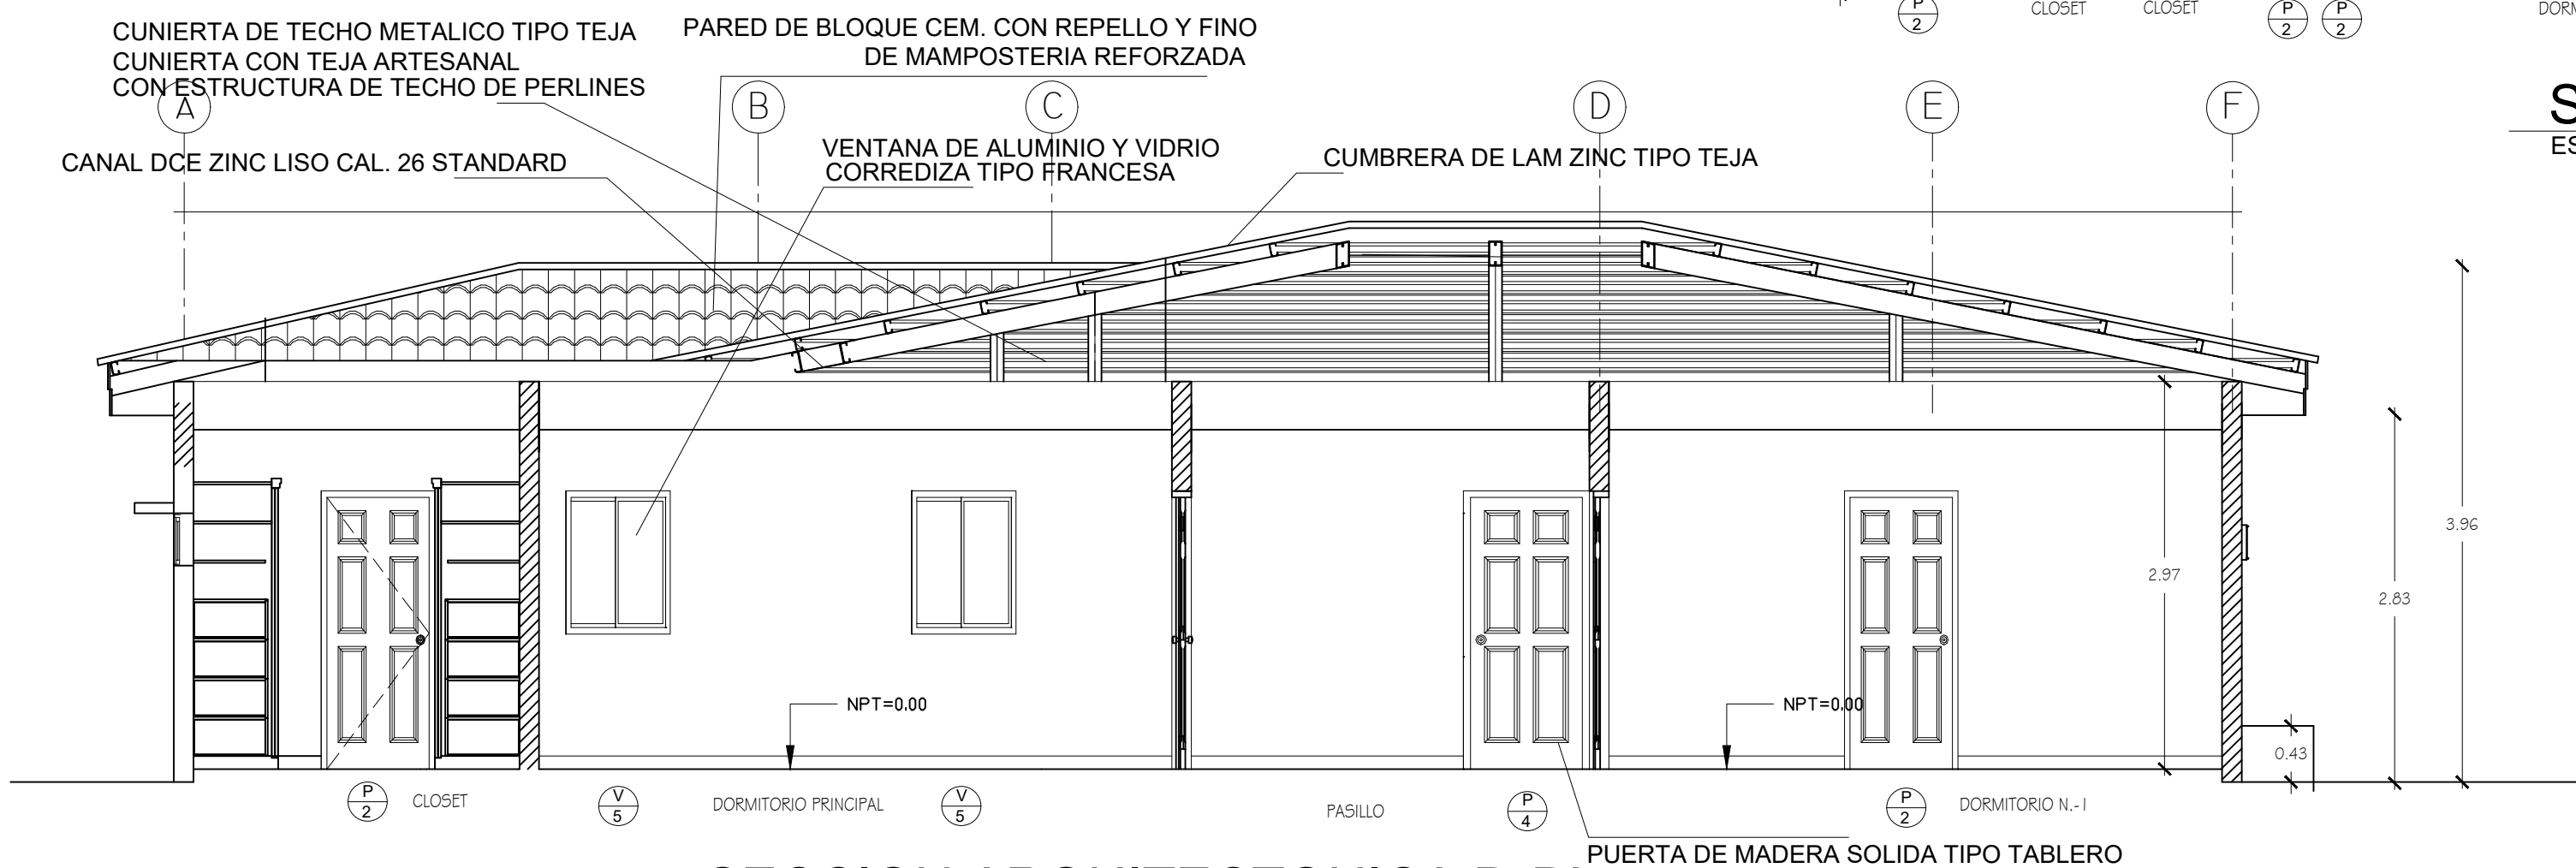 CUNIERTA DE TECHO METALICO TIPO TEJA
CUNIERTA CON TEJA ARTESANAL
CON ESTRUCTURA DE TECHO DE PERLINES
PARED DE BLOQUE CEM. CON REPELLO Y FINO
DE MAMPOSTERIA REFORZADA
P
2
CLOSET
CLOSET
P
2
P
2
A
B
C
D
E
F
CANAL DCE ZINC LISO CAL. 26 STANDARD
VENTANA DE ALUMINIO Y VIDRIO
CORREDIZA TIPO FRANCESA
CUMBRERA DE LAM ZINC TIPO TEJA
3.96
2.97
2.83
NPT=0.00
NPT=0.00
0.43
P
2
CLOSET
V
5
DORMITORIO PRINCIPAL
V
5
PASILLO
P
4
P
2
DORMITORIO N.-1
PUERTA DE MADERA SOLIDA TIPO TABLERO